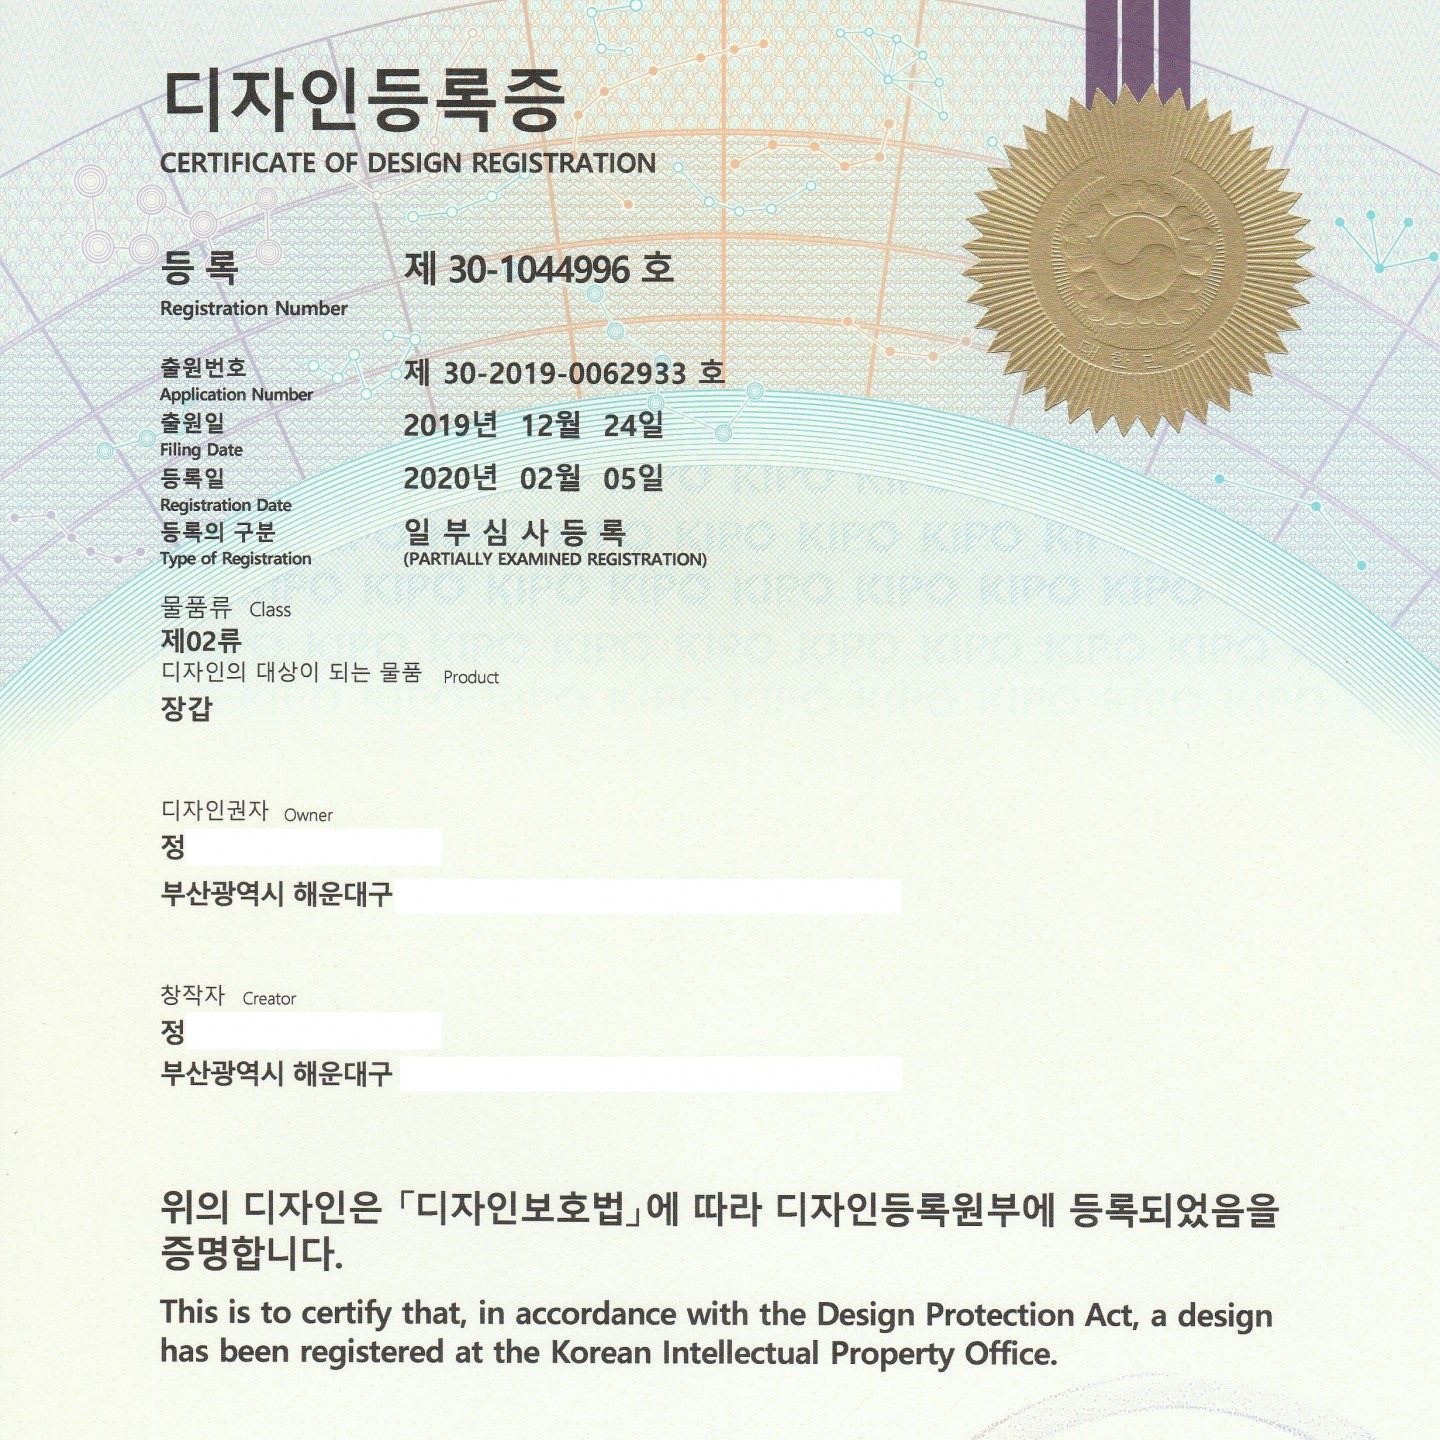 디자인등록증
CERTIFICATE OF DESIGN REGISTRATION
등록 제 30-1044996 호
Registration Number
출원번호 제 30-2019-0062933 호
Application Number
출원일 2019년 12월 24일
Filing Date
등록일 2020년 02월 05일
Registration Date
등록의 구분 일부심사등록
Type of Registration (PARTIALLY EXAMINED REGISTRATION)
물품류 Class
제02류
디자인의 대상이 되는 물품 Product
장갑
디자인권자 Owner
정
부산광역시 해운대구
창작자 Creator
정
부산광역시 해운대구
위의 디자인은 「디자인보호법」에 따라 디자인등록원부에 등록되었음을
증명합니다.
This is to certify that, in accordance with the Design Protection Act, a design
has been registered at the Korean Intellectual Property Office.
대한민국
KIPO KIPO KIPO KIPO KIPO KIPO KIPO KIPO